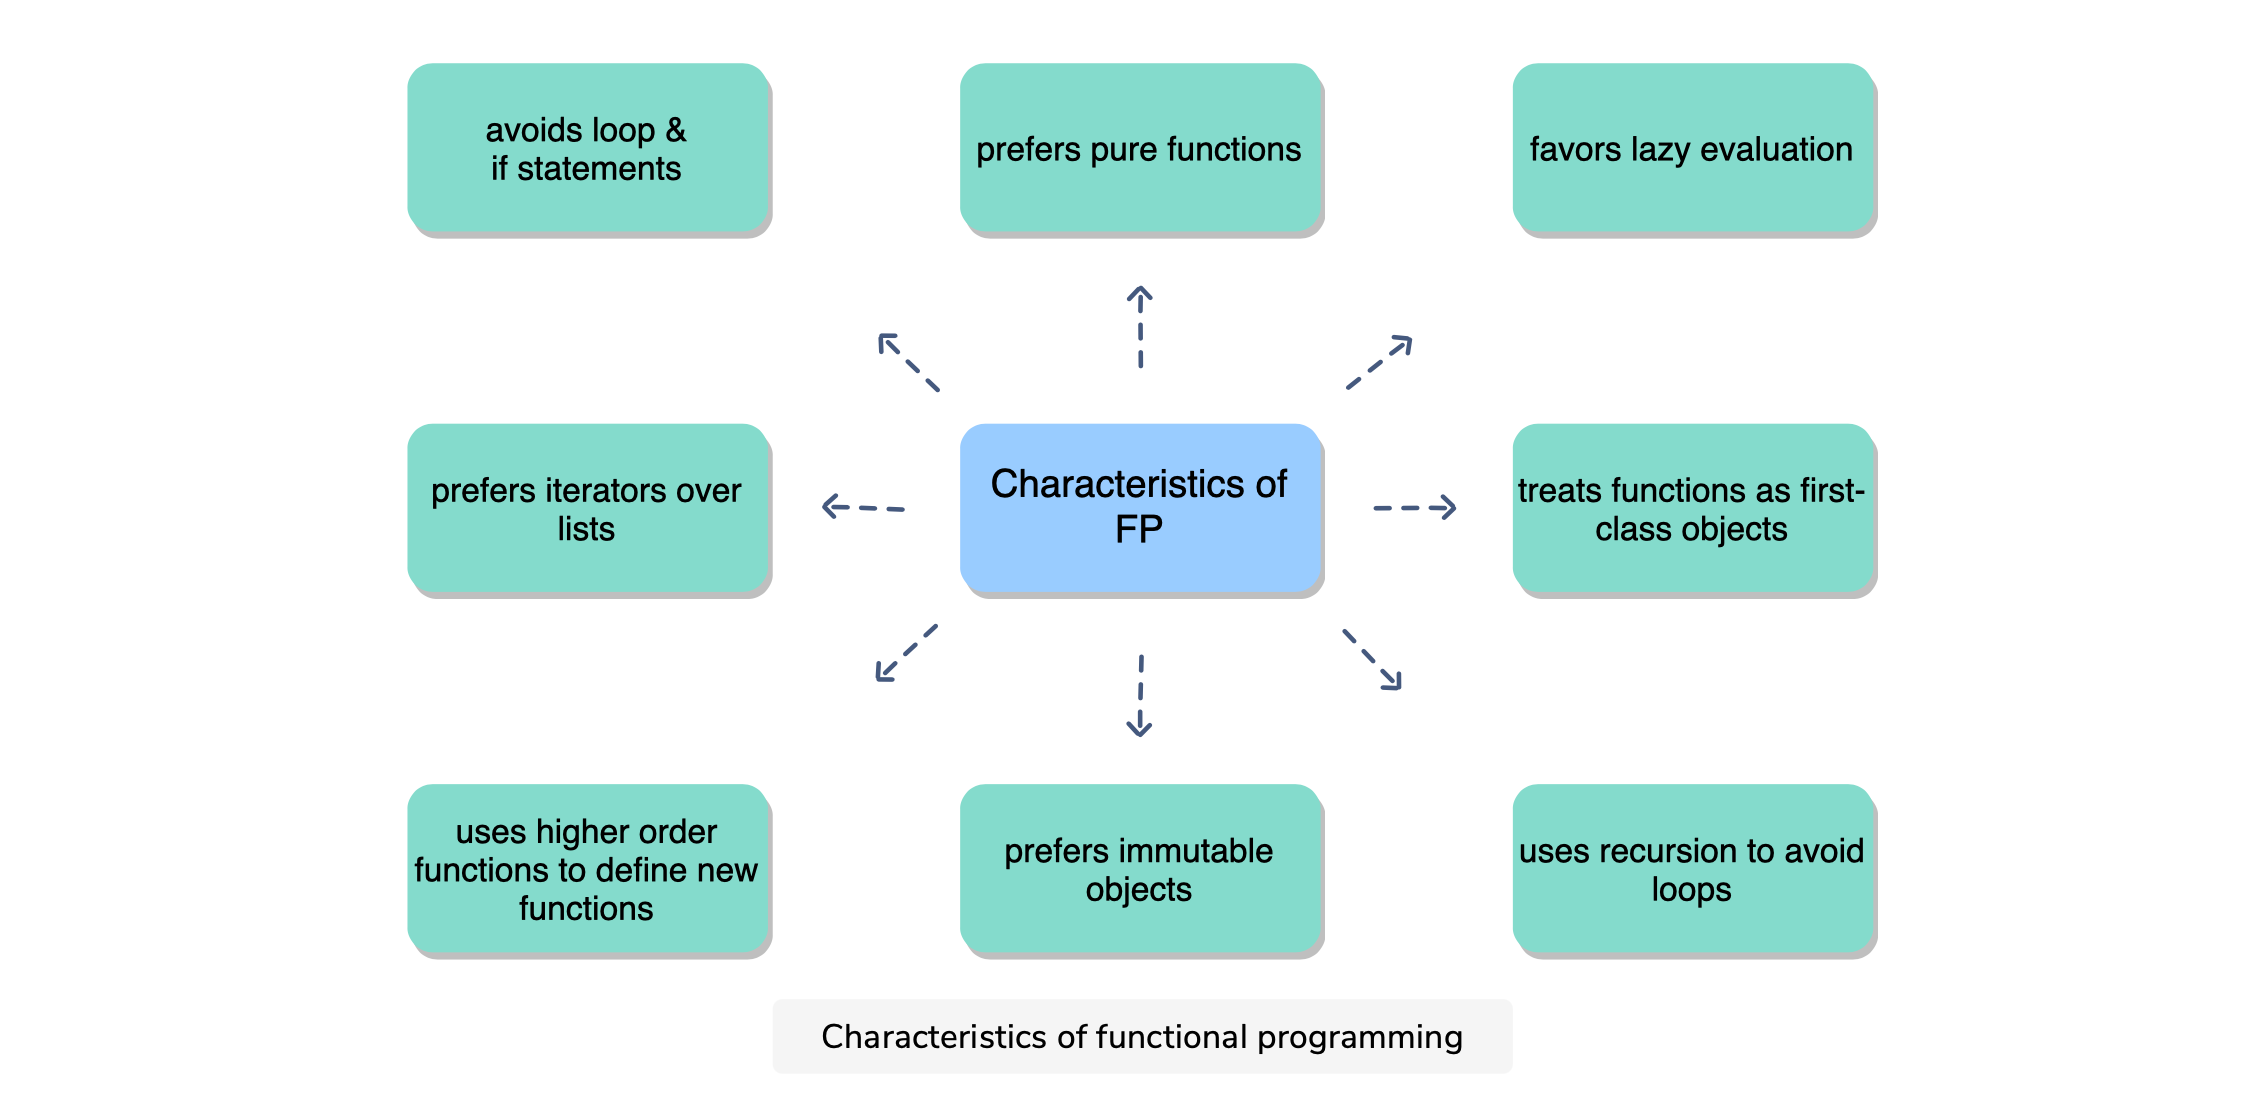 avoids loop &
if statements
prefers pure functions
favors lazy evaluation
prefers iterators over
lists
Characteristics of
FP
treats functions as first-
class objects
uses higher order
functions to define new
functions
prefers immutable
objects
uses recursion to avoid
loops
Characteristics of functional programming